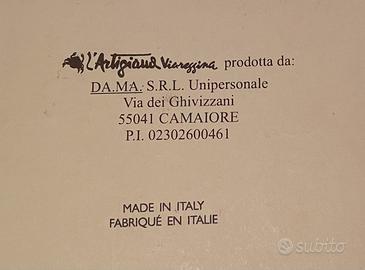 L'Artigiana Viareggina prodotta da:
DA.MA. S.R.L. Unipersonale
Via dei Ghivizzani
55041 CAMAIORE
P.I. 02302600461
MADE IN ITALY
FABRIQUÉ EN ITALIE
subito